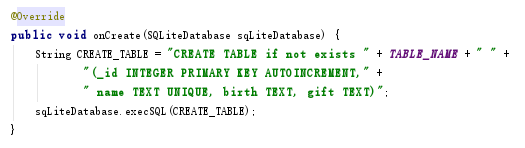 @Override
public void onCreate(SQLiteDatabase sqLiteDatabase) {
    String CREATE_TABLE = "CREATE TABLE if not exists " + TABLE_NAME + " " +
            "(_id INTEGER PRIMARY KEY AUTOINCREMENT," +
            " name TEXT UNIQUE, birth TEXT, gift TEXT)";
    sqLiteDatabase.execSQL(CREATE_TABLE);
}